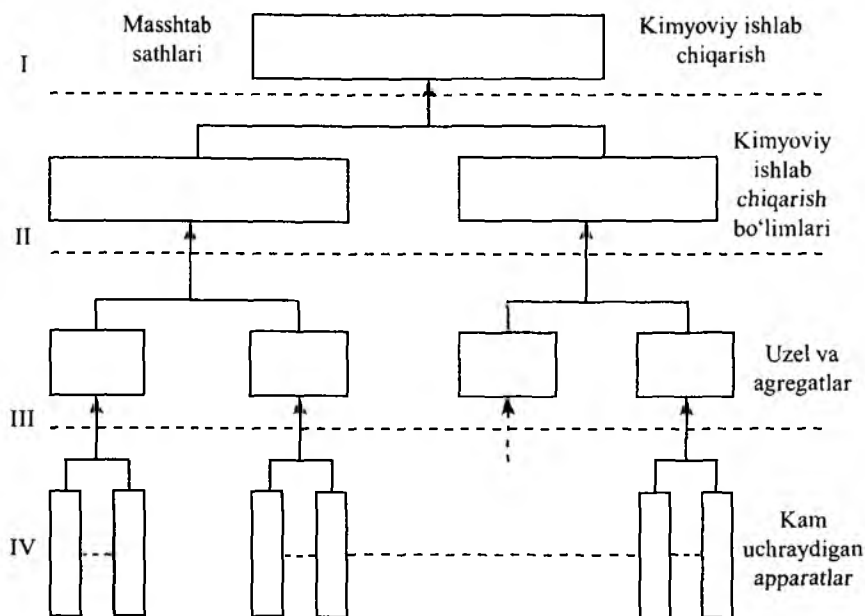 Masshtab
sathlari
Kimyoviy ishlab
chiqarish
I
Kimyoviy
ishlab
chiqarish
bo‘limlari
II
Uzel va
agregatlar
III
IV
Kam
uchraydigan
apparatlar